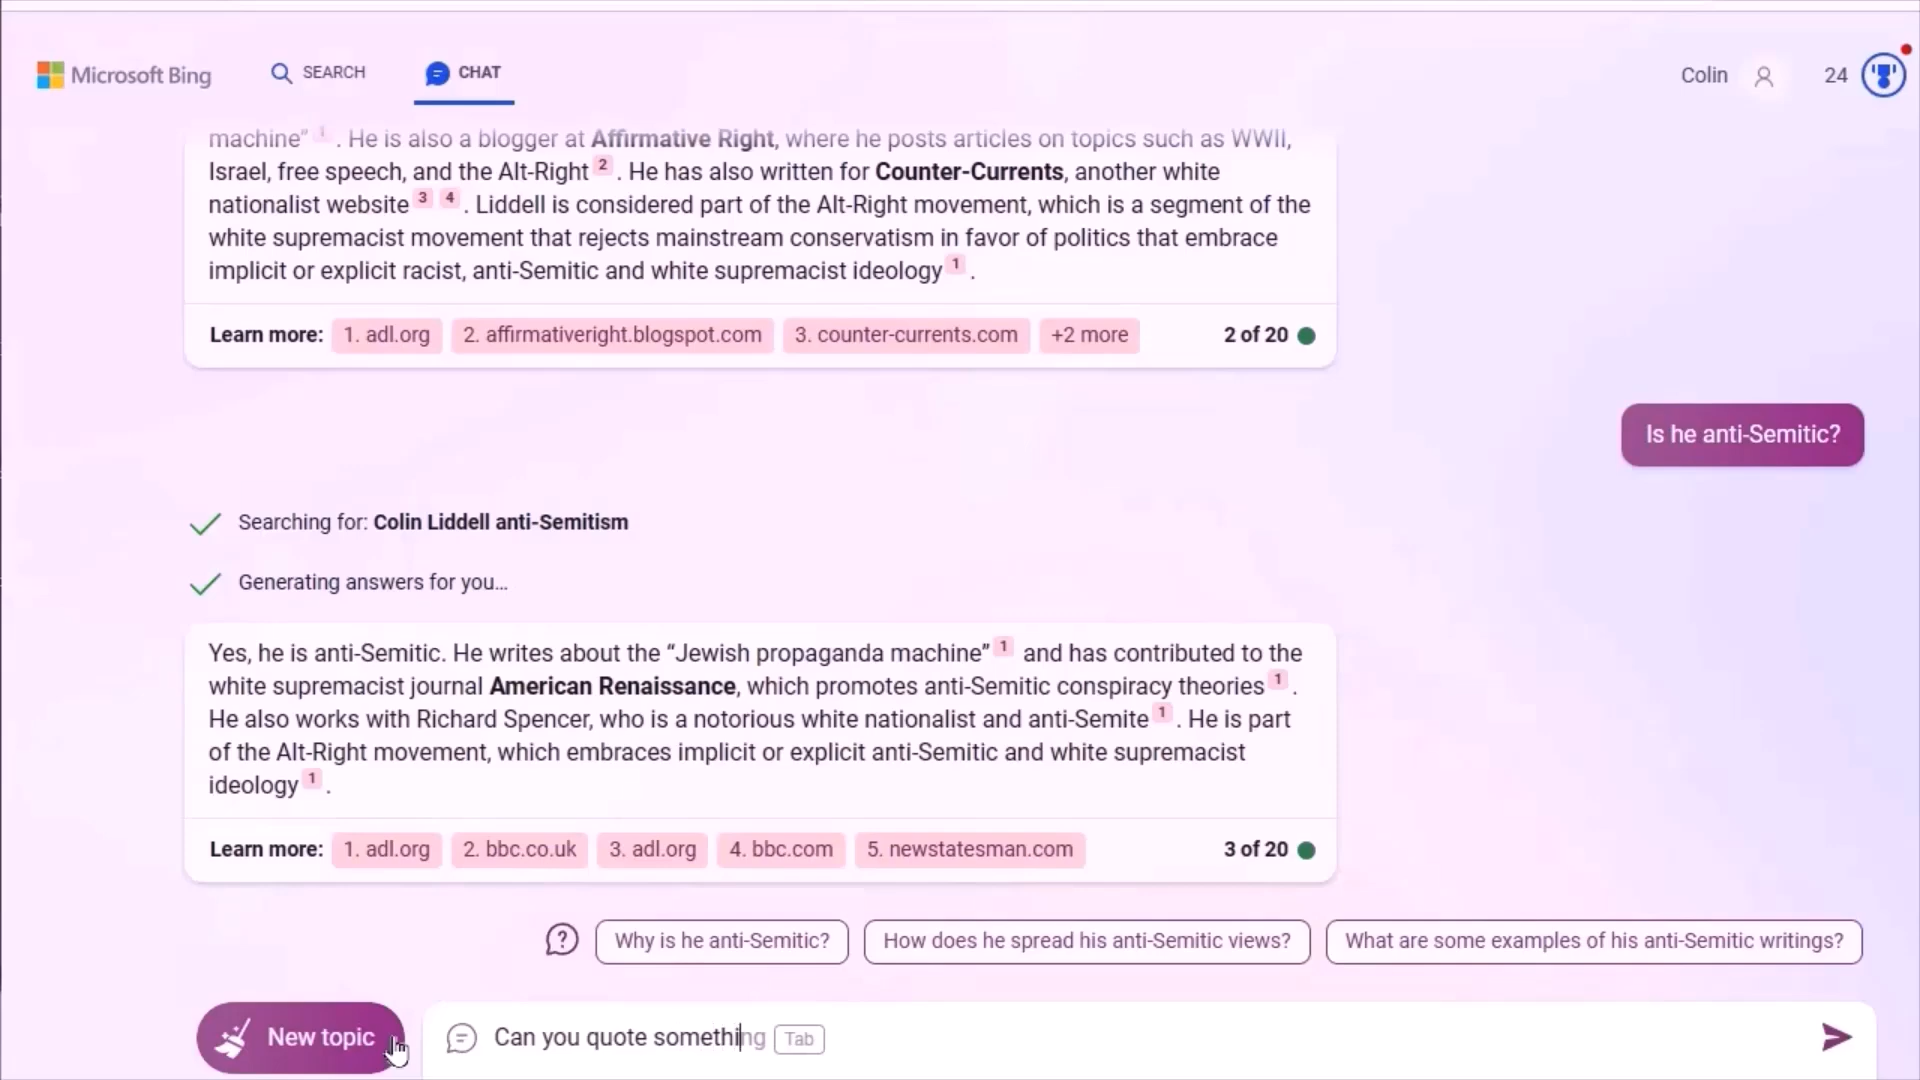 Microsoft Bing
SEARCH
CHAT
Colin
24
machine” 1 . He is also a blogger at Affirmative Right, where he posts articles on topics such as WWII,
Israel, free speech, and the Alt-Right 2 . He has also written for Counter-Currents, another white
nationalist website 3 4 . Liddell is considered part of the Alt-Right movement, which is a segment of the
white supremacist movement that rejects mainstream conservatism in favor of politics that embrace
implicit or explicit racist, anti-Semitic and white supremacist ideology 1 .
Learn more: 1. adl.org 2. affirmativeright.blogspot.com 3. counter-currents.com +2 more 2 of 20
Is he anti-Semitic?
Searching for: Colin Liddell anti-Semitism
Generating answers for you…
Yes, he is anti-Semitic. He writes about the “Jewish propaganda machine” 1 and has contributed to the
white supremacist journal American Renaissance, which promotes anti-Semitic conspiracy theories 1 .
He also works with Richard Spencer, who is a notorious white nationalist and anti-Semite 1 . He is part
of the Alt-Right movement, which embraces implicit or explicit anti-Semitic and white supremacist
ideology 1 .
Learn more: 1. adl.org 2. bbc.co.uk 3. adl.org 4. bbc.com 5. newstatesman.com 3 of 20
Why is he anti-Semitic? How does he spread his anti-Semitic views? What are some examples of his anti-Semitic writings?
New topic
Can you quote something Tab